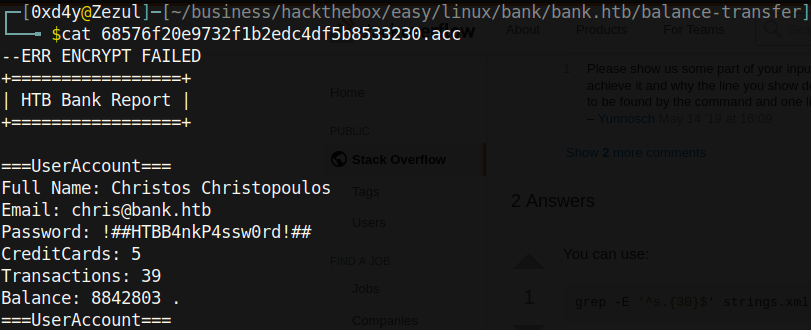 ┌─[0xd4y@Zezul]─[~/business/hackthebox/easy/linux/bank/bank.htb/balance-transfer]
└──╼ $cat 68576f20e9732f1b2edc4df5b8533230.acc
--ERR ENCRYPT FAILED
+=================+
| HTB Bank Report |
+=================+
===UserAccount===
Full Name: Christos Christopoulos
Email: chris@bank.htb
Password: !##HTBB4nkP4ssw0rd!##
CreditCards: 5
Transactions: 39
Balance: 8842803 .
===UserAccount===
About Products For Teams
Home
PUBLIC
Stack Overflow
Tags
Users
FIND A JOB
Jobs
Companies
1 Please show us some part of your input
achieve it and why the line you show do
to be found by the command and one li
– Yunnosch May 14 '19 at 16:09
Show 2 more comments
2 Answers
You can use:
1
grep -E '^s.{30}$' strings.xml